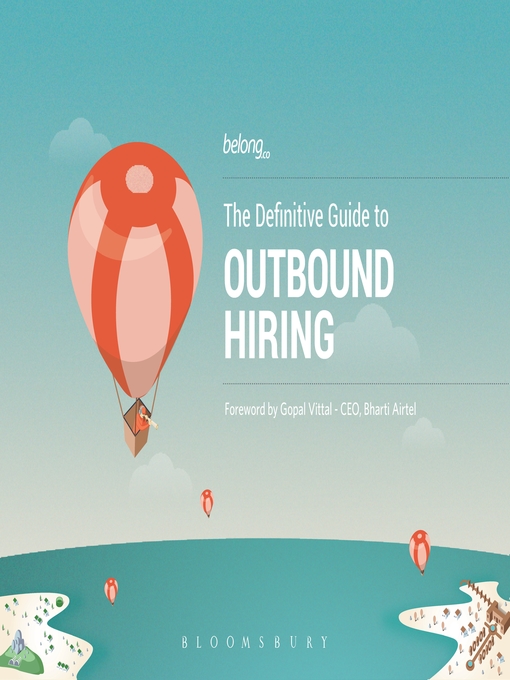 belong.co
The Definitive Guide to
OUTBOUND
HIRING
Foreword by Gopal Vittal - CEO, Bharti Airtel
BLOOMSBURY